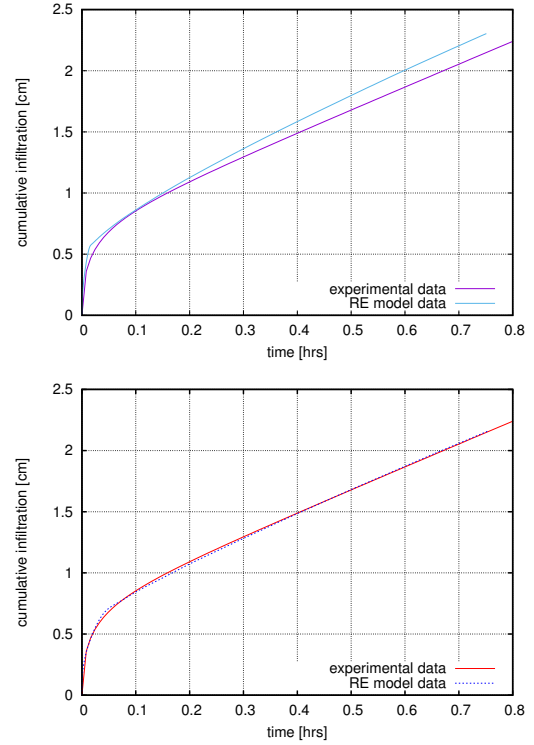 2.5
2
1.5
1
0.5
0
cumulative infiltration [cm]
experimental data
RE model data
0 0.1 0.2 0.3 0.4 0.5 0.6 0.7 0.8
time [hrs]
2.5
2
1.5
1
0.5
0
cumulative infiltration [cm]
experimental data
RE model data
0 0.1 0.2 0.3 0.4 0.5 0.6 0.7 0.8
time [hrs]